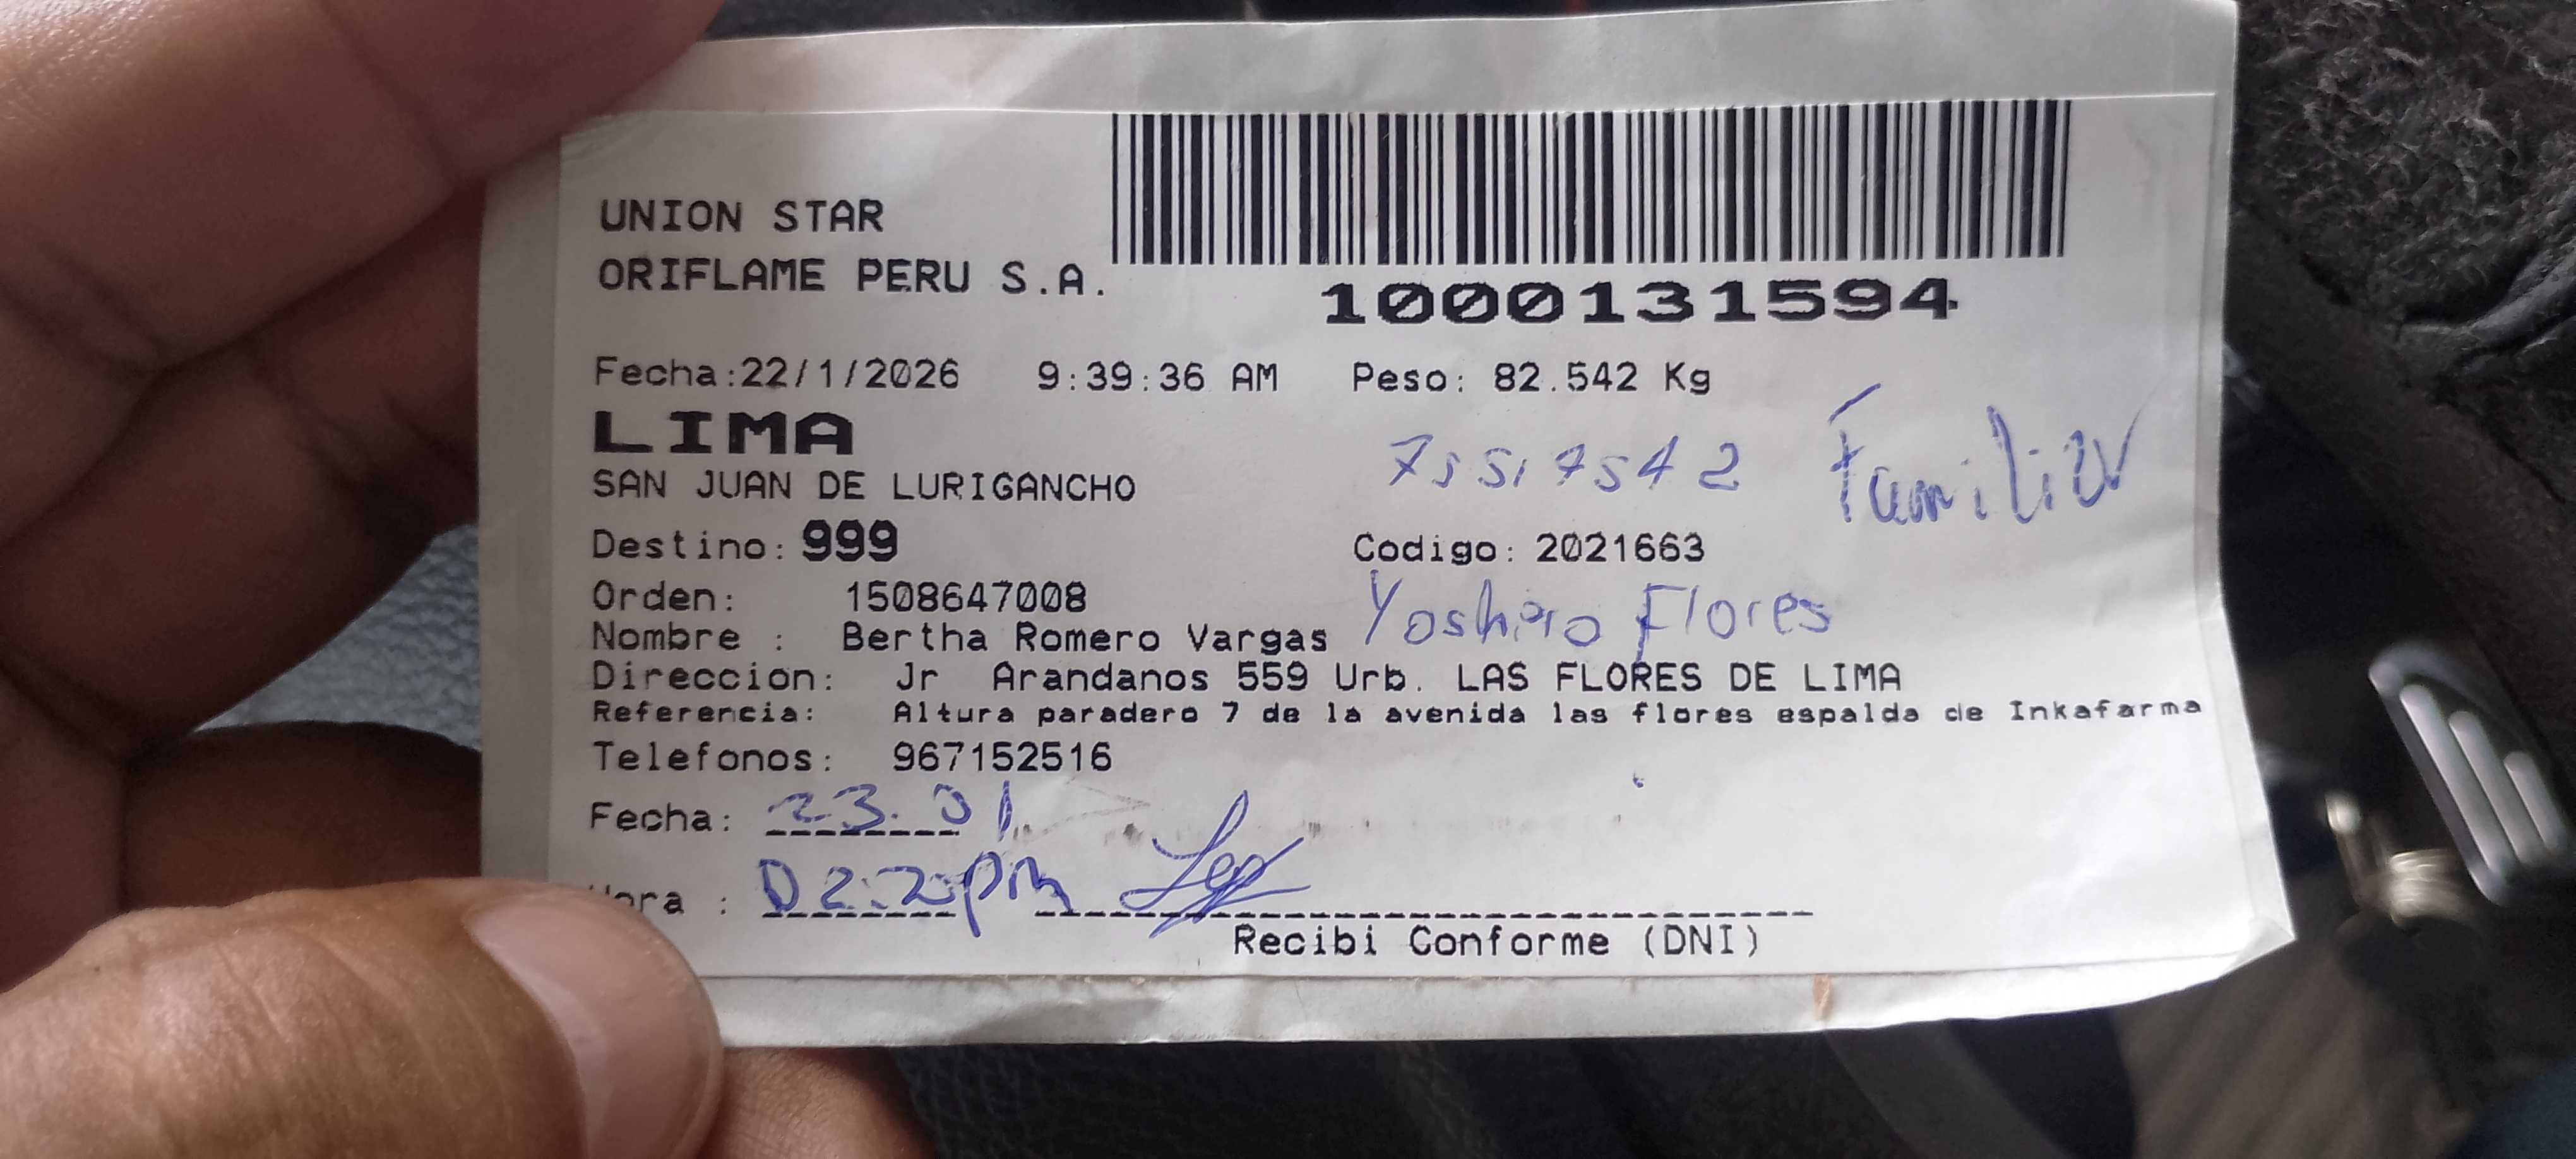 UNION STAR
ORIFLAME PERU S.A.
1000131594
Fecha:22/1/2026 9:39:36 AM Peso: 82.542 Kg
LIMA
75517542 Familiar
SAN JUAN DE LURIGANCHO
Destino: 999 Codigo: 2021663
Orden: 1508647008
Nombre : Bertha Romero Vargas Yoshiro Flores
Direccion: Jr Arandanos 559 Urb. LAS FLORES DE LIMA
Referencia: Altura paradero 7 de la avenida las flores espalda de Inkafarma
Telefonos: 967152516
Fecha: 23.01
Hora :
Recibi Conforme (DNI)